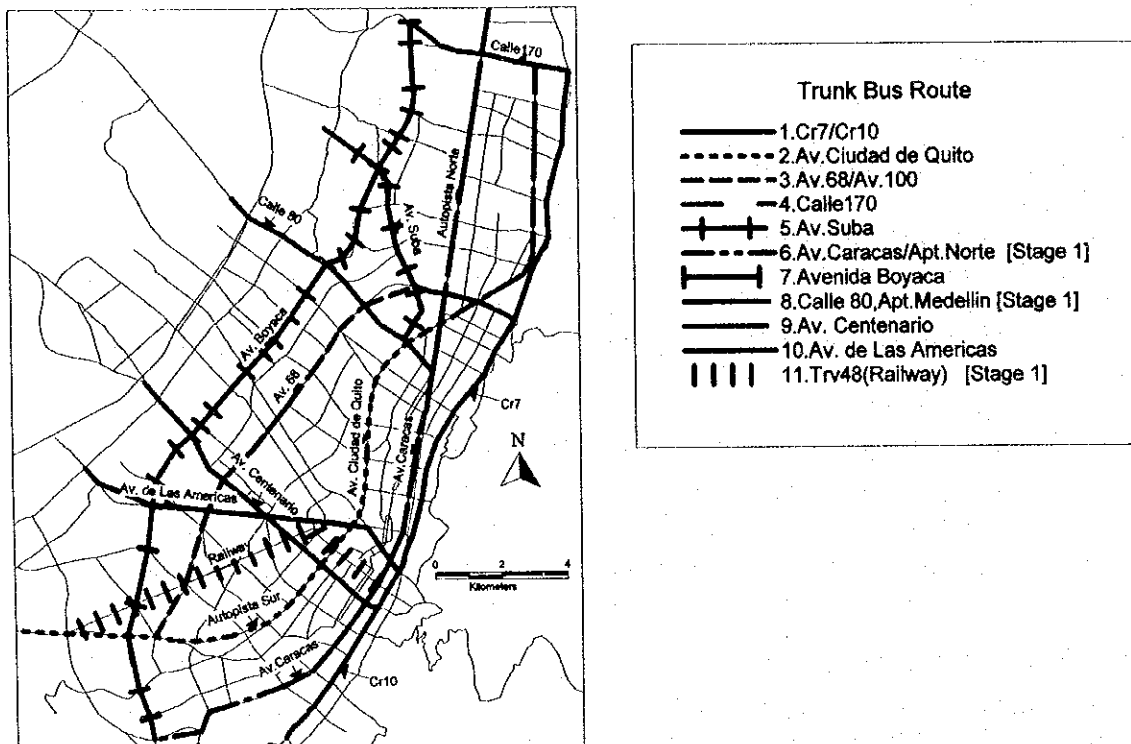 Calle170
Autopista Norte
Calle 80
Av. Suba
Av. Boyaca
Av. 68
Av. Ciudad de Quito
Av.Caracas
Cr7
N
Av. Centenario
Av. de Las Americas
Railway
0 2 4
Kilometers
Autopista Sur
Av.Caracas
Cr10
Trunk Bus Route
1.Cr7/Cr10
2.Av.Ciudad de Quito
3.Av.68/Av.100
4.Calle170
5.Av.Suba
6.Av.Caracas/Apt.Norte [Stage 1]
7.Avenida Boyaca
8.Calle 80,Apt.Medellin [Stage 1]
9.Av. Centenario
10.Av. de Las Americas
11.Trv48(Railway) [Stage 1]